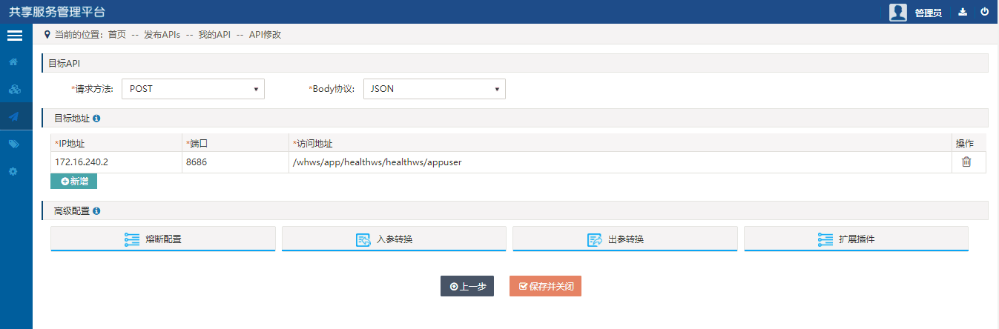 共享服务管理平台
管理员
当前的位置: 首页 -- 发布APIs -- 我的API -- API修改
目标API
*请求方法: POST *Body协议: JSON
目标地址
*IP地址 *端口 *访问地址 操作
172.16.240.2 8686 /whws/app/healthws/healthws/appuser
新增
高级配置
熔断配置 入参转换 出参转换 扩展插件
上一步 保存并关闭